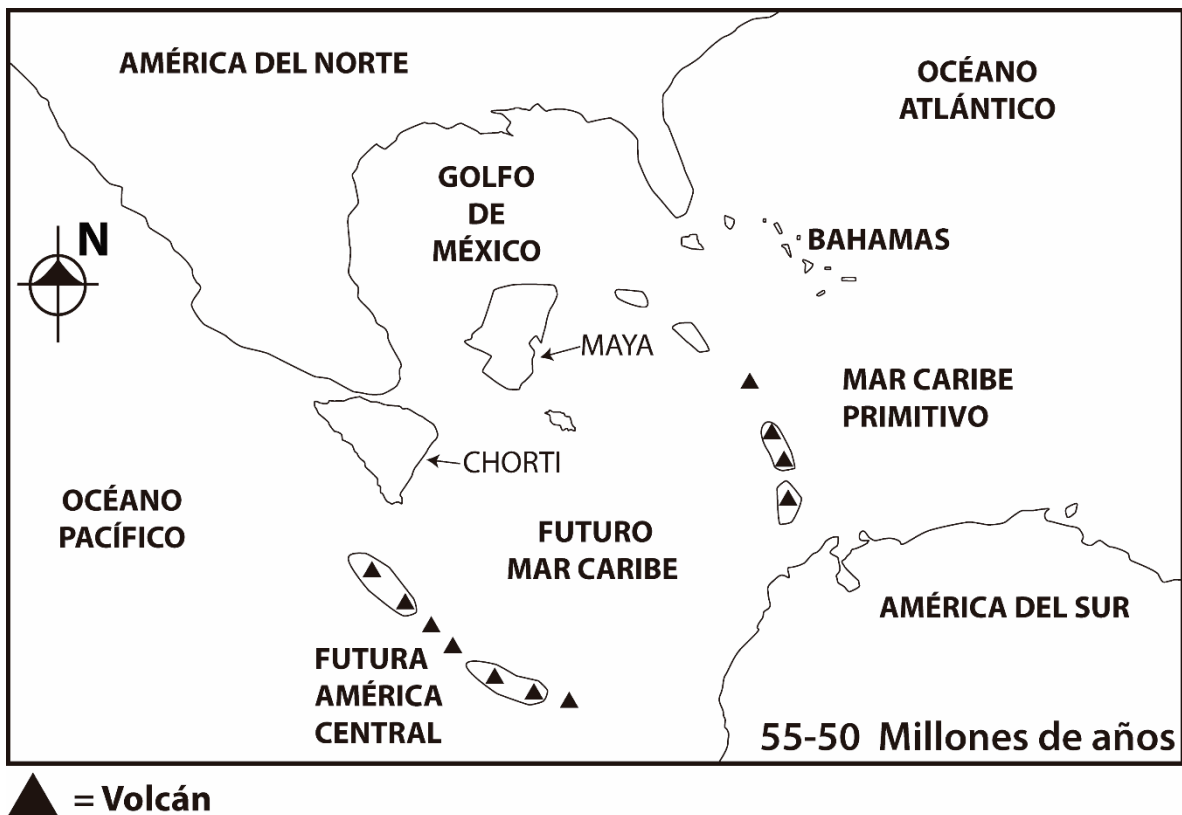 AMÉRICA DEL NORTE
OCÉANO
ATLÁNTICO
GOLFO
DE
MÉXICO
N
BAHAMAS
MAYA
MAR CARIBE
PRIMITIVO
CHORTI
OCÉANO
PACÍFICO
FUTURO
MAR CARIBE
AMÉRICA DEL SUR
FUTURA
AMÉRICA
CENTRAL
55-50 Millones de años
= Volcán